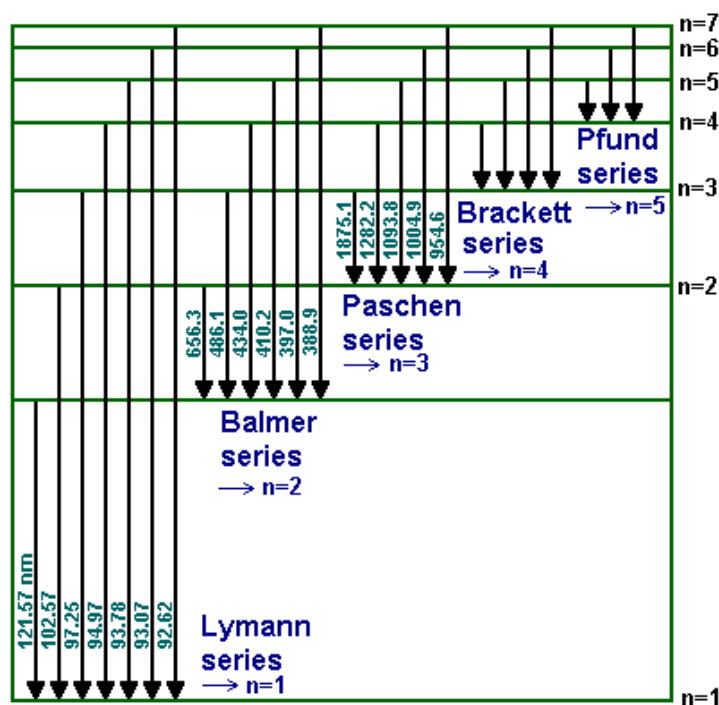 n=7
n=6
n=5
n=4
Pfund
series
→ n=5
n=3
1875.1
1282.2
1093.8
1004.9
954.6
Brackett
series
→ n=4
n=2
656.3
486.1
434.0
410.2
397.0
388.9
Paschen
series
→ n=3
Balmer
series
→ n=2
121.57 nm
102.57
97.25
94.97
93.78
93.07
92.62
Lymann
series
→ n=1
n=1